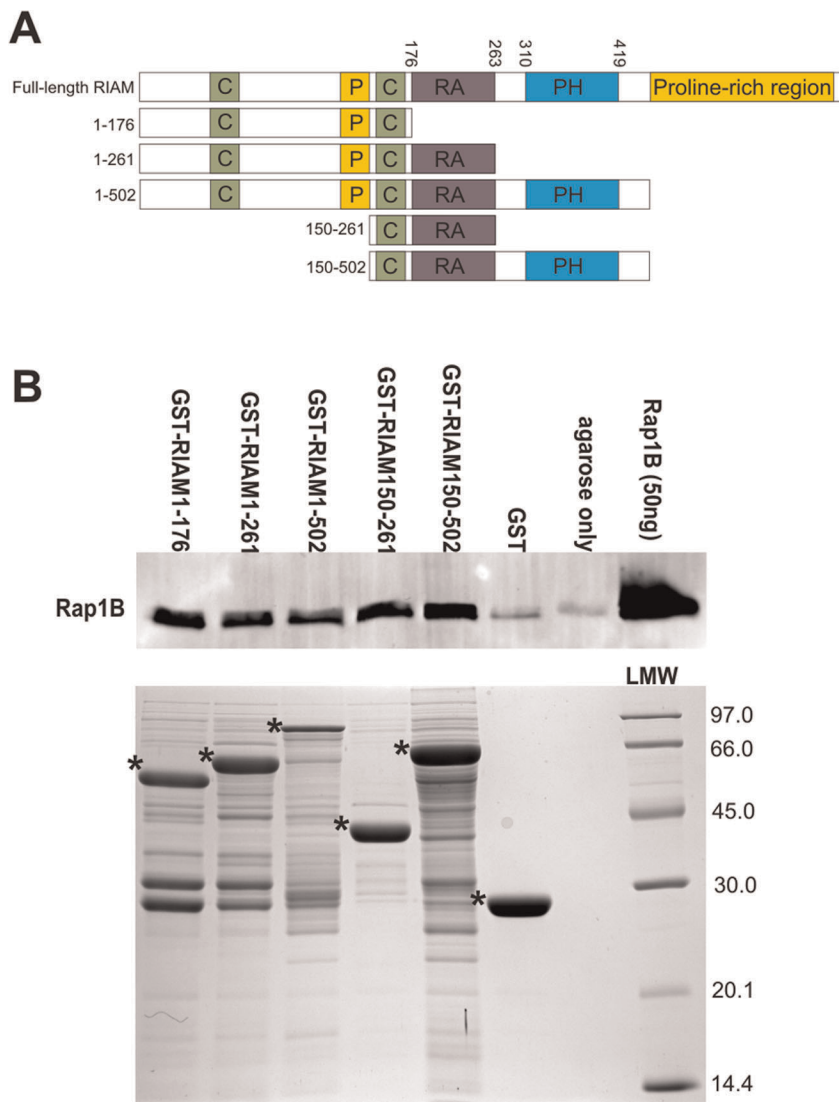 A
176 263 310 419
Full-length RIAM C P C RA PH Proline-rich region
1-176 C P C
1-261 C P C RA
1-502 C P C RA PH
150-261 C RA
150-502 C RA PH
B
GST-RIAM1-176
GST-RIAM1-261
GST-RIAM1-502
GST-RIAM150-261
GST-RIAM150-502
GST
agarose only
Rap1B (50ng)
Rap1B
LMW
* * * * * *
97.0
66.0
45.0
30.0
20.1
14.4